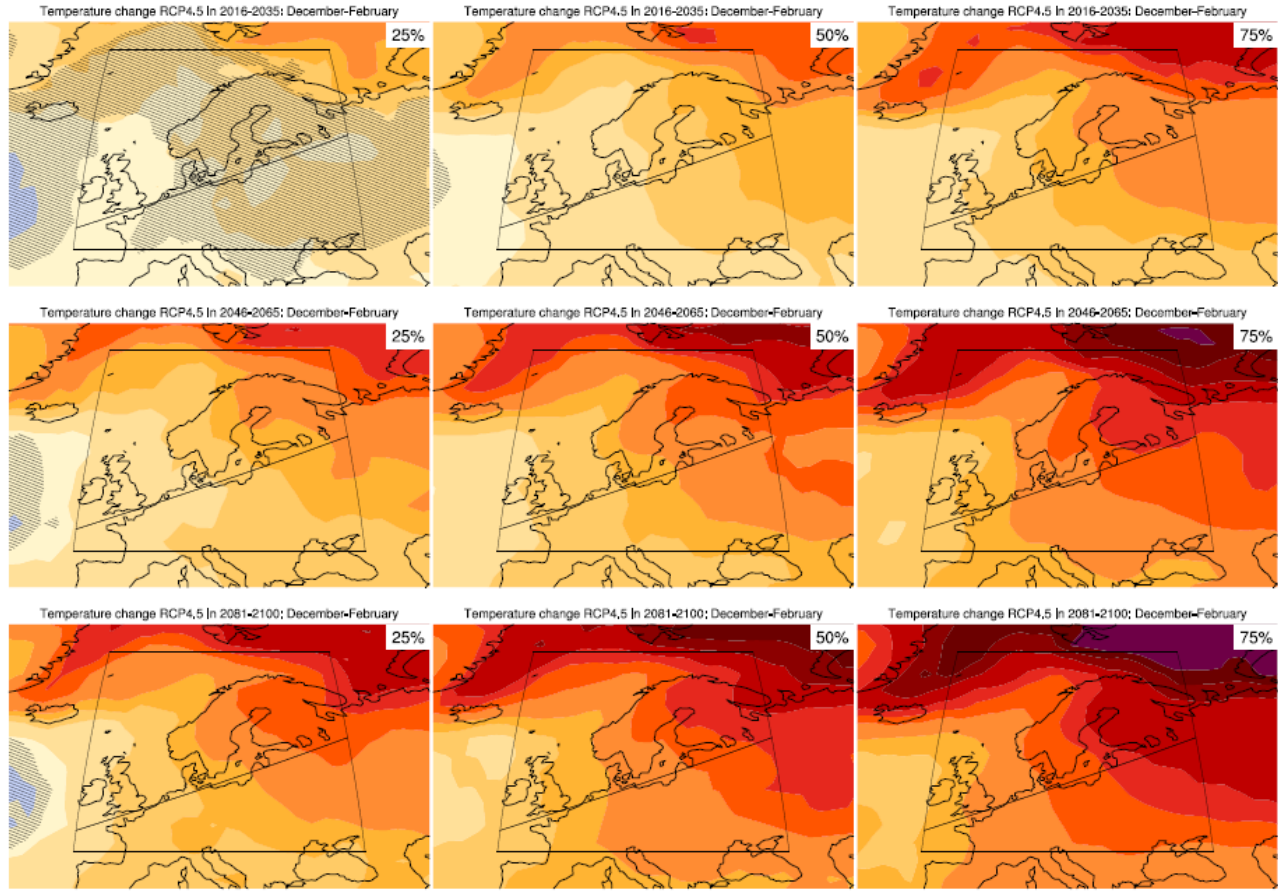 Temperature change RCP4.5 in 2016-2035: December-February
25%
Temperature change RCP4.5 in 2016-2035: December-February
50%
Temperature change RCP4.5 in 2016-2035: December-February
75%
Temperature change RCP4.5 in 2046-2065: December-February
25%
Temperature change RCP4.5 in 2046-2065: December-February
50%
Temperature change RCP4.5 in 2046-2065: December-February
75%
Temperature change RCP4.5 in 2081-2100: December-February
25%
Temperature change RCP4.5 in 2081-2100: December-February
50%
Temperature change RCP4.5 in 2081-2100: December-February
75%